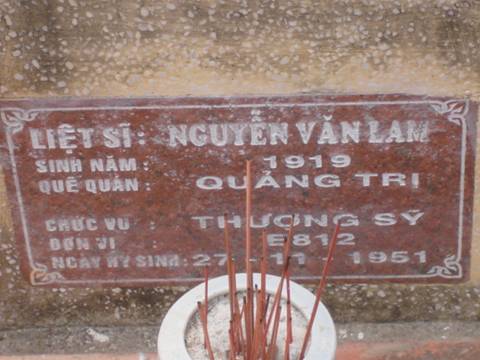 LIỆT SĨ: NGUYỄN VĂN LAM
SINH NĂM: 1919
QUÊ QUÁN: QUẢNG TRỊ
CHỨC VỤ: THƯỢNG SỸ
ĐƠN VỊ: E812
NGÀY HY SINH: 27 - 11 - 1951